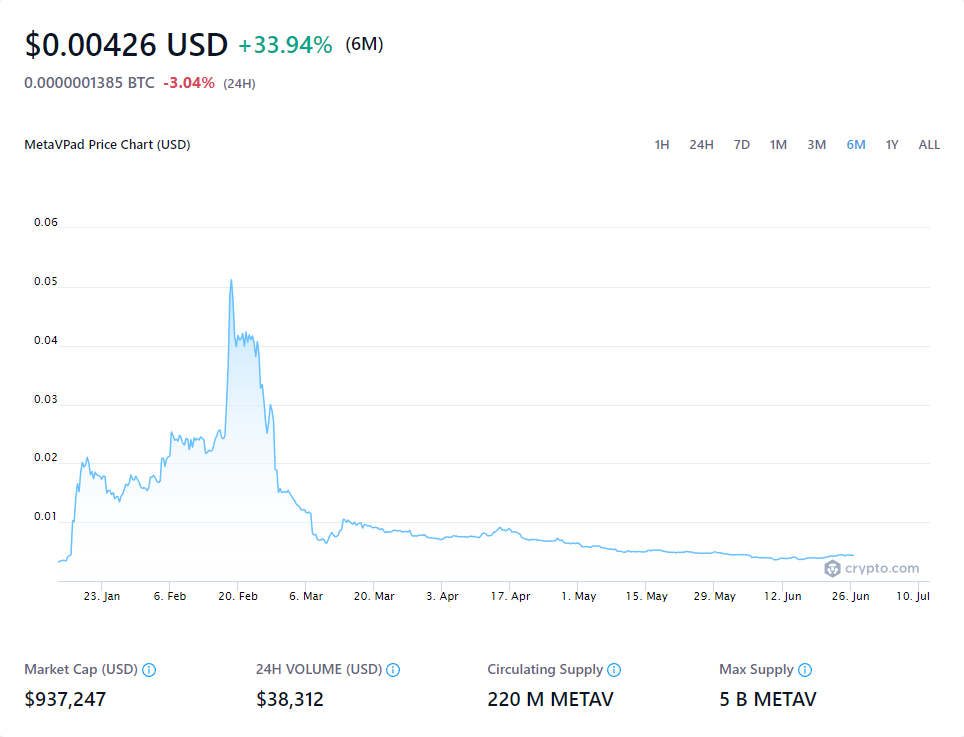 $0.00426 USD +33.94% (6M)
0.0000001385 BTC -3.04% (24H)
MetaVPad Price Chart (USD) 1H 24H 7D 1M 3M 6M 1Y ALL
0.06
0.05
0.04
0.03
0.02
0.01
crypto.com
23. Jan 6. Feb 20. Feb 6. Mar 20. Mar 3. Apr 17. Apr 1. May 15. May 29. May 12. Jun 26. Jun 10. Jul
Market Cap (USD) 24H VOLUME (USD) Circulating Supply Max Supply
$937,247 $38,312 220 M METAV 5 B METAV